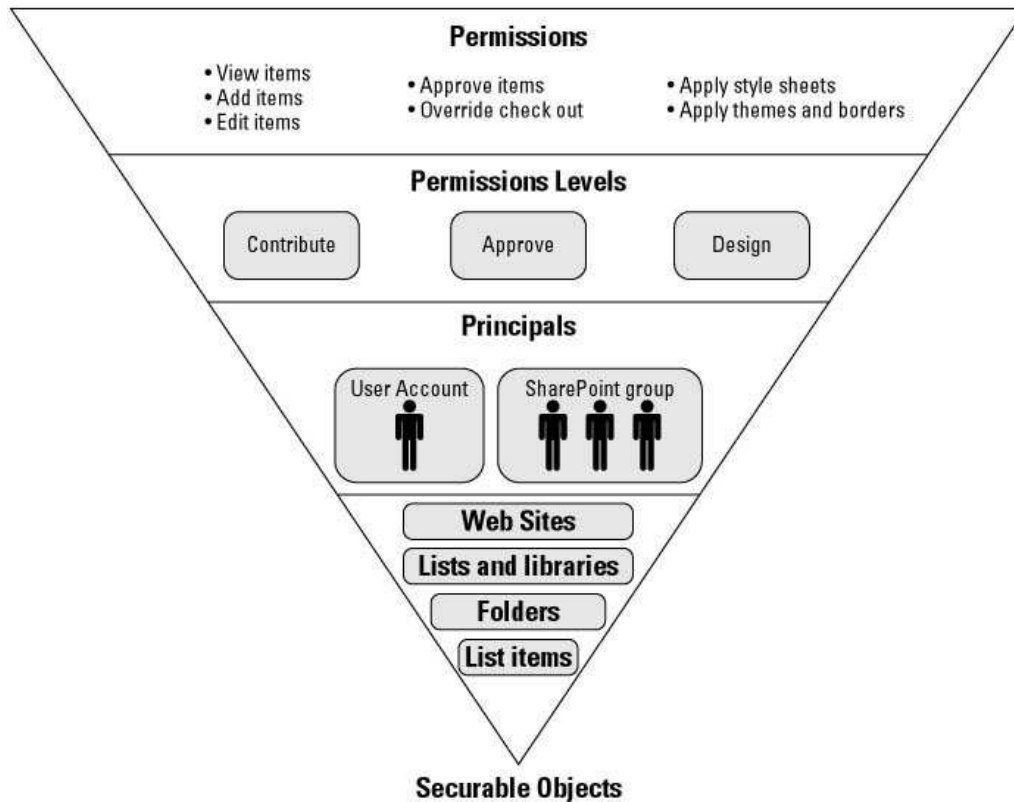 Permissions
• View items
• Add items
• Edit items
• Approve items
• Override check out
• Apply style sheets
• Apply themes and borders
Permissions Levels
Contribute
Approve
Design
Principals
User Account
SharePoint group
Web Sites
Lists and libraries
Folders
List items
Securable Objects